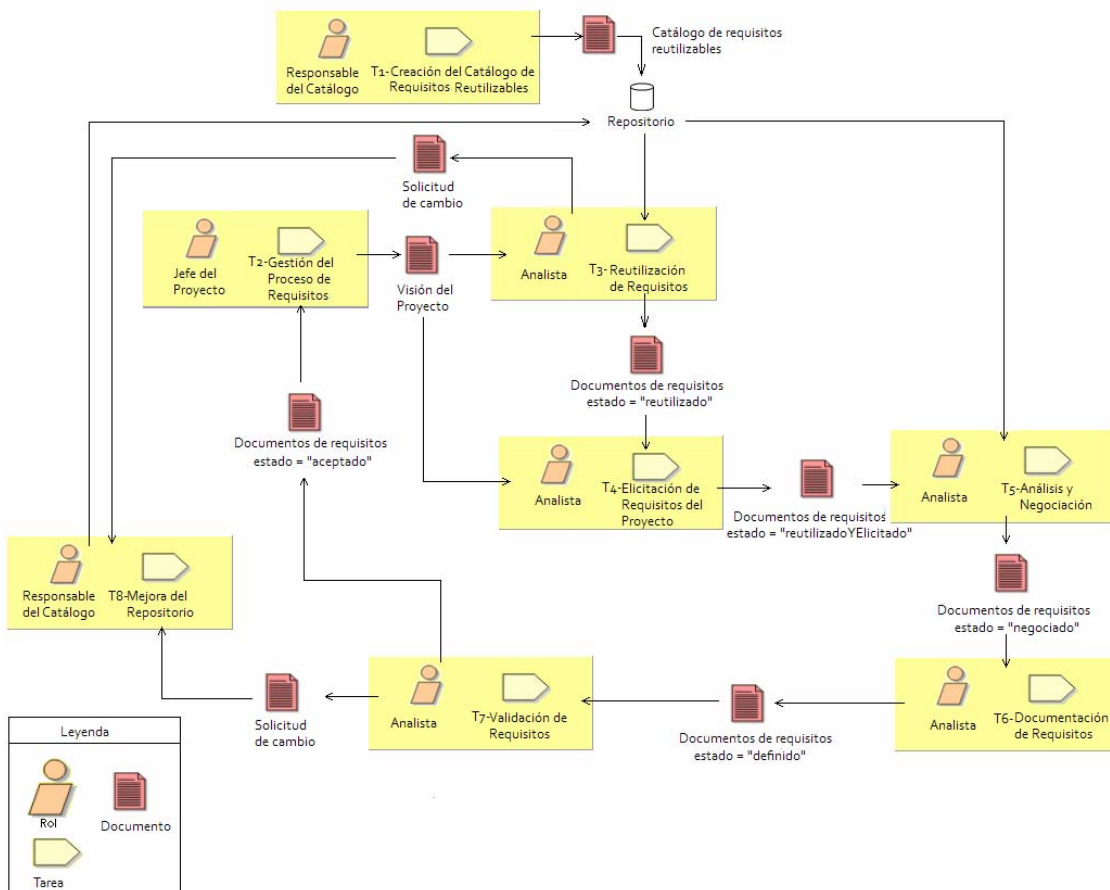 Responsable
del Catálogo
T1-Creación del Catálogo de
Requisitos Reutilizables
Catálogo de requisitos
reutilizables
Repositorio
Solicitud
de cambio
Jefe del
Proyecto
T2-Gestión del
Proceso de
Requisitos
Visión del
Proyecto
Analista
T3-Reutilización
de Requisitos
Documentos de requisitos
estado = "reutilizado"
Documentos de requisitos
estado = "aceptado"
Analista
T4-Elicitación de
Requisitos del
Proyecto
Documentos de requisitos
estado = "reutilizadoYElicitado"
Analista
T5-Análisis y
Negociación
Responsable
del Catálogo
T8-Mejora del
Repositorio
Documentos de requisitos
estado = "negociado"
Solicitud
de cambio
Analista
T7-Validación de
Requisitos
Documentos de requisitos
estado = "definido"
Analista
T6-Documentación
de Requisitos
Leyenda
Rol
Documento
Tarea